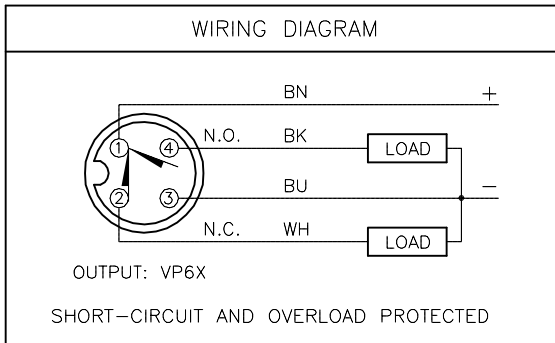 WIRING DIAGRAM
BN +
1 N.O. 4 BK LOAD
BU −
2 3
N.C. WH LOAD
OUTPUT: VP6X
SHORT−CIRCUIT AND OVERLOAD PROTECTED